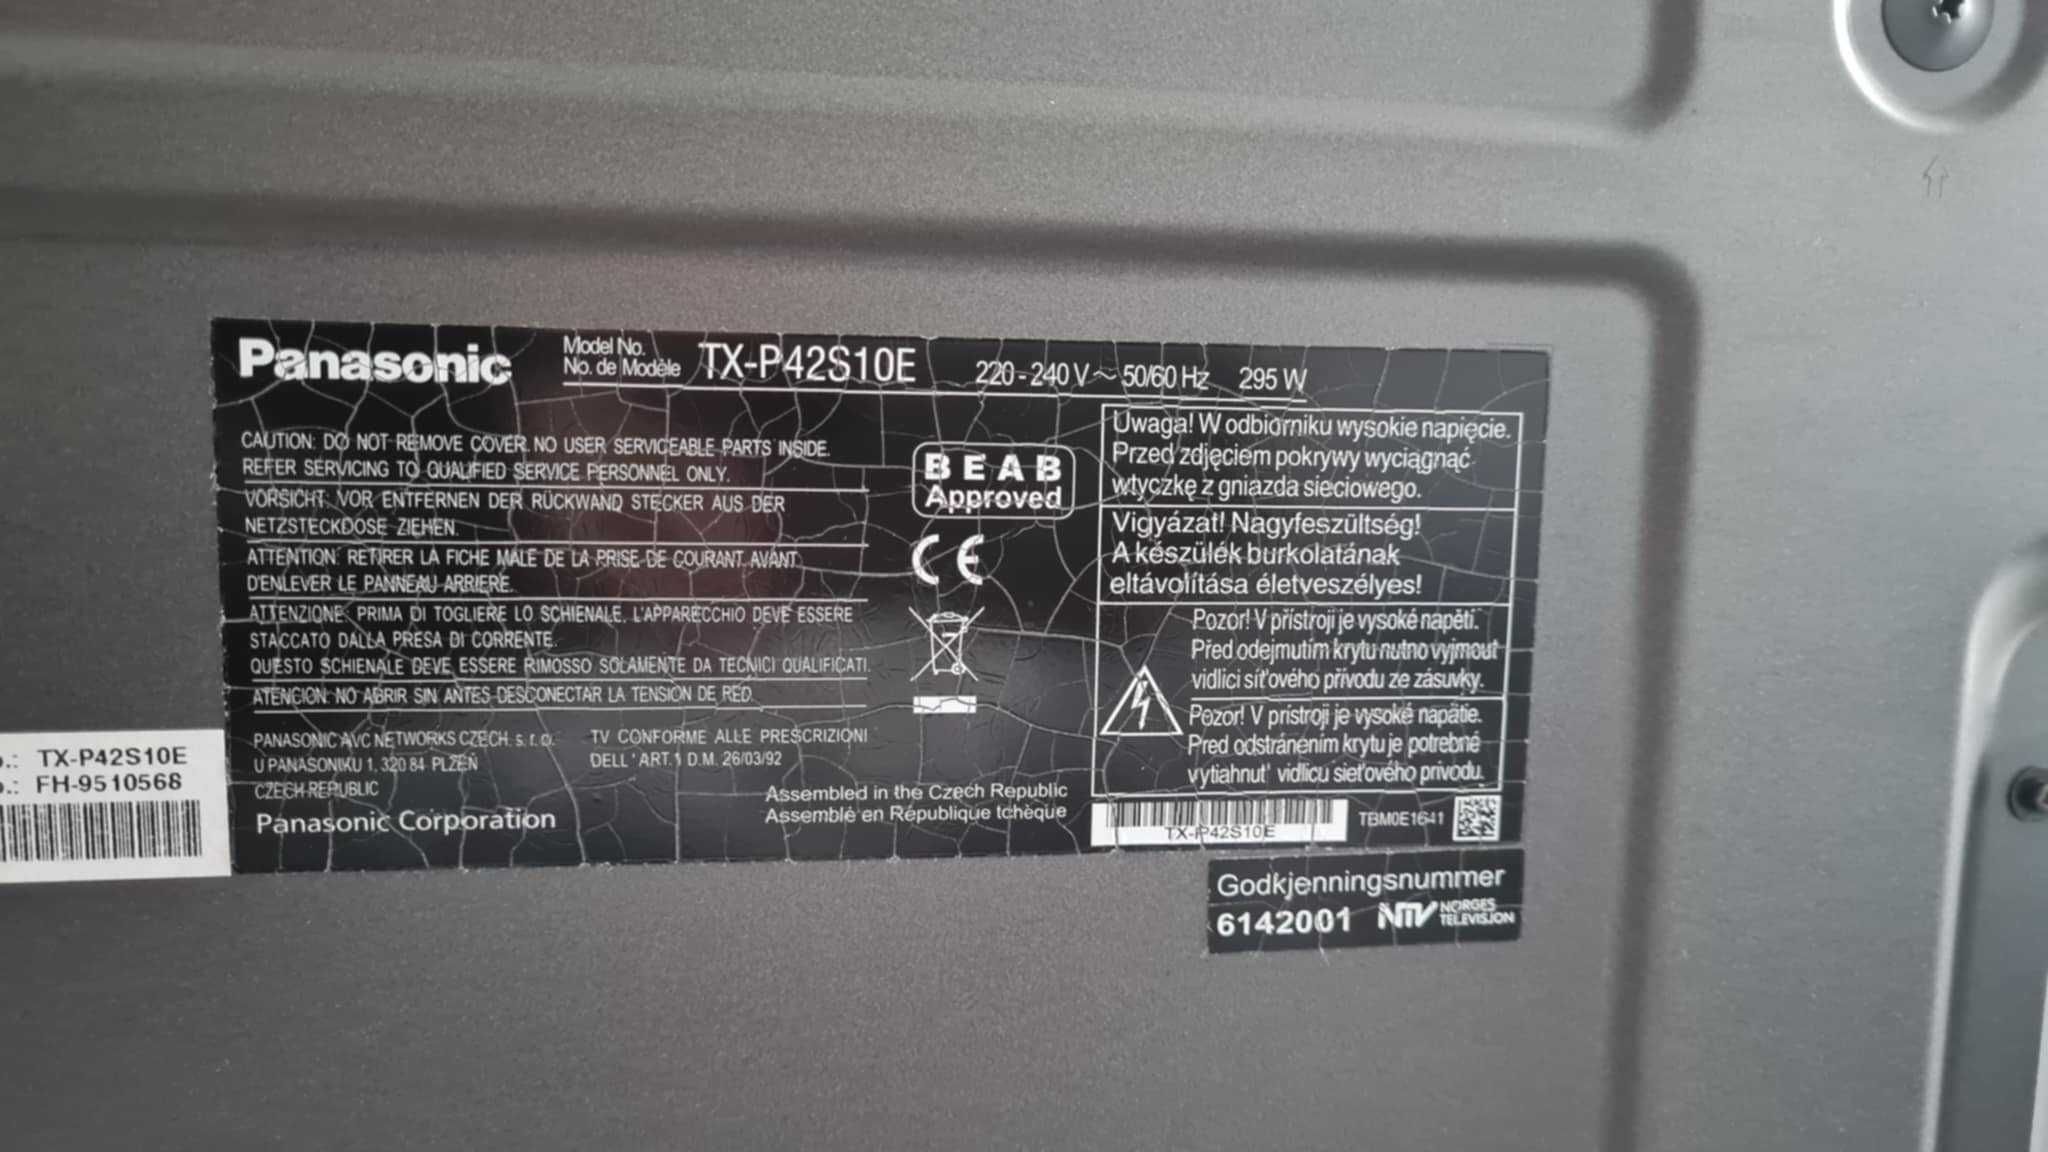 Panasonic
Model No.
No. de Modèle
TX-P42S10E
220 - 240 V ~ 50/60 Hz 295 W
CAUTION: DO NOT REMOVE COVER. NO USER SERVICEABLE PARTS INSIDE.
REFER SERVICING TO QUALIFIED SERVICE PERSONNEL ONLY.
VORSICHT: VOR ENTFERNEN DER RÜCKWAND STECKER AUS DER
NETZSTECKDOSE ZIEHEN.
ATTENTION: RETIRER LA FICHE MALE DE LA PRISE DE COURANT AVANT
D'ENLEVER LE PANNEAU ARRIERE.
ATTENZIONE: PRIMA DI TOGLIERE LO SCHIENALE, L'APPARECCHIO DEVE ESSERE
STACCATO DALLA PRESA DI CORRENTE.
QUESTO SCHIENALE DEVE ESSERE RIMOSSO SOLAMENTE DA TECNICI QUALIFICATI.
ATENCION: NO ABRIR SIN ANTES DESCONECTAR LA TENSION DE RED.
PANASONIC AVC NETWORKS CZECH, s. r. o.
U PANASONIKU 1, 320 84 PLZEŇ
CZECH REPUBLIC
TV CONFORME ALLE PRESCRIZIONI
DELL' ART.1 D.M. 26/03/92
Panasonic Corporation
Assembled in the Czech Republic
Assemblé en République tchèque
BEAB
Approved
CE
Uwaga! W odbiorniku wysokie napięcie.
Przed zdjęciem pokrywy wyciągnąć
wtyczkę z gniazda sieciowego.
Vigyázat! Nagyfeszültség!
A készülék burkolatának
eltávolítása életveszélyes!
Pozor! V přístroji je vysoké napětí.
Před odejmutím krytu nutno vyjmout
vidlici síťového přívodu ze zásuvky.
Pozor! V prístroji je vysoké napätie.
Pred odstránením krytu je potrebné
vytiahnuť vidlicu sieťového prívodu.
TX-P42S10E
TBM0E1641
Godkjenningsnummer
6142001 NTV NORGES
TELEVISJON
.: TX-P42S10E
.: FH-9510568